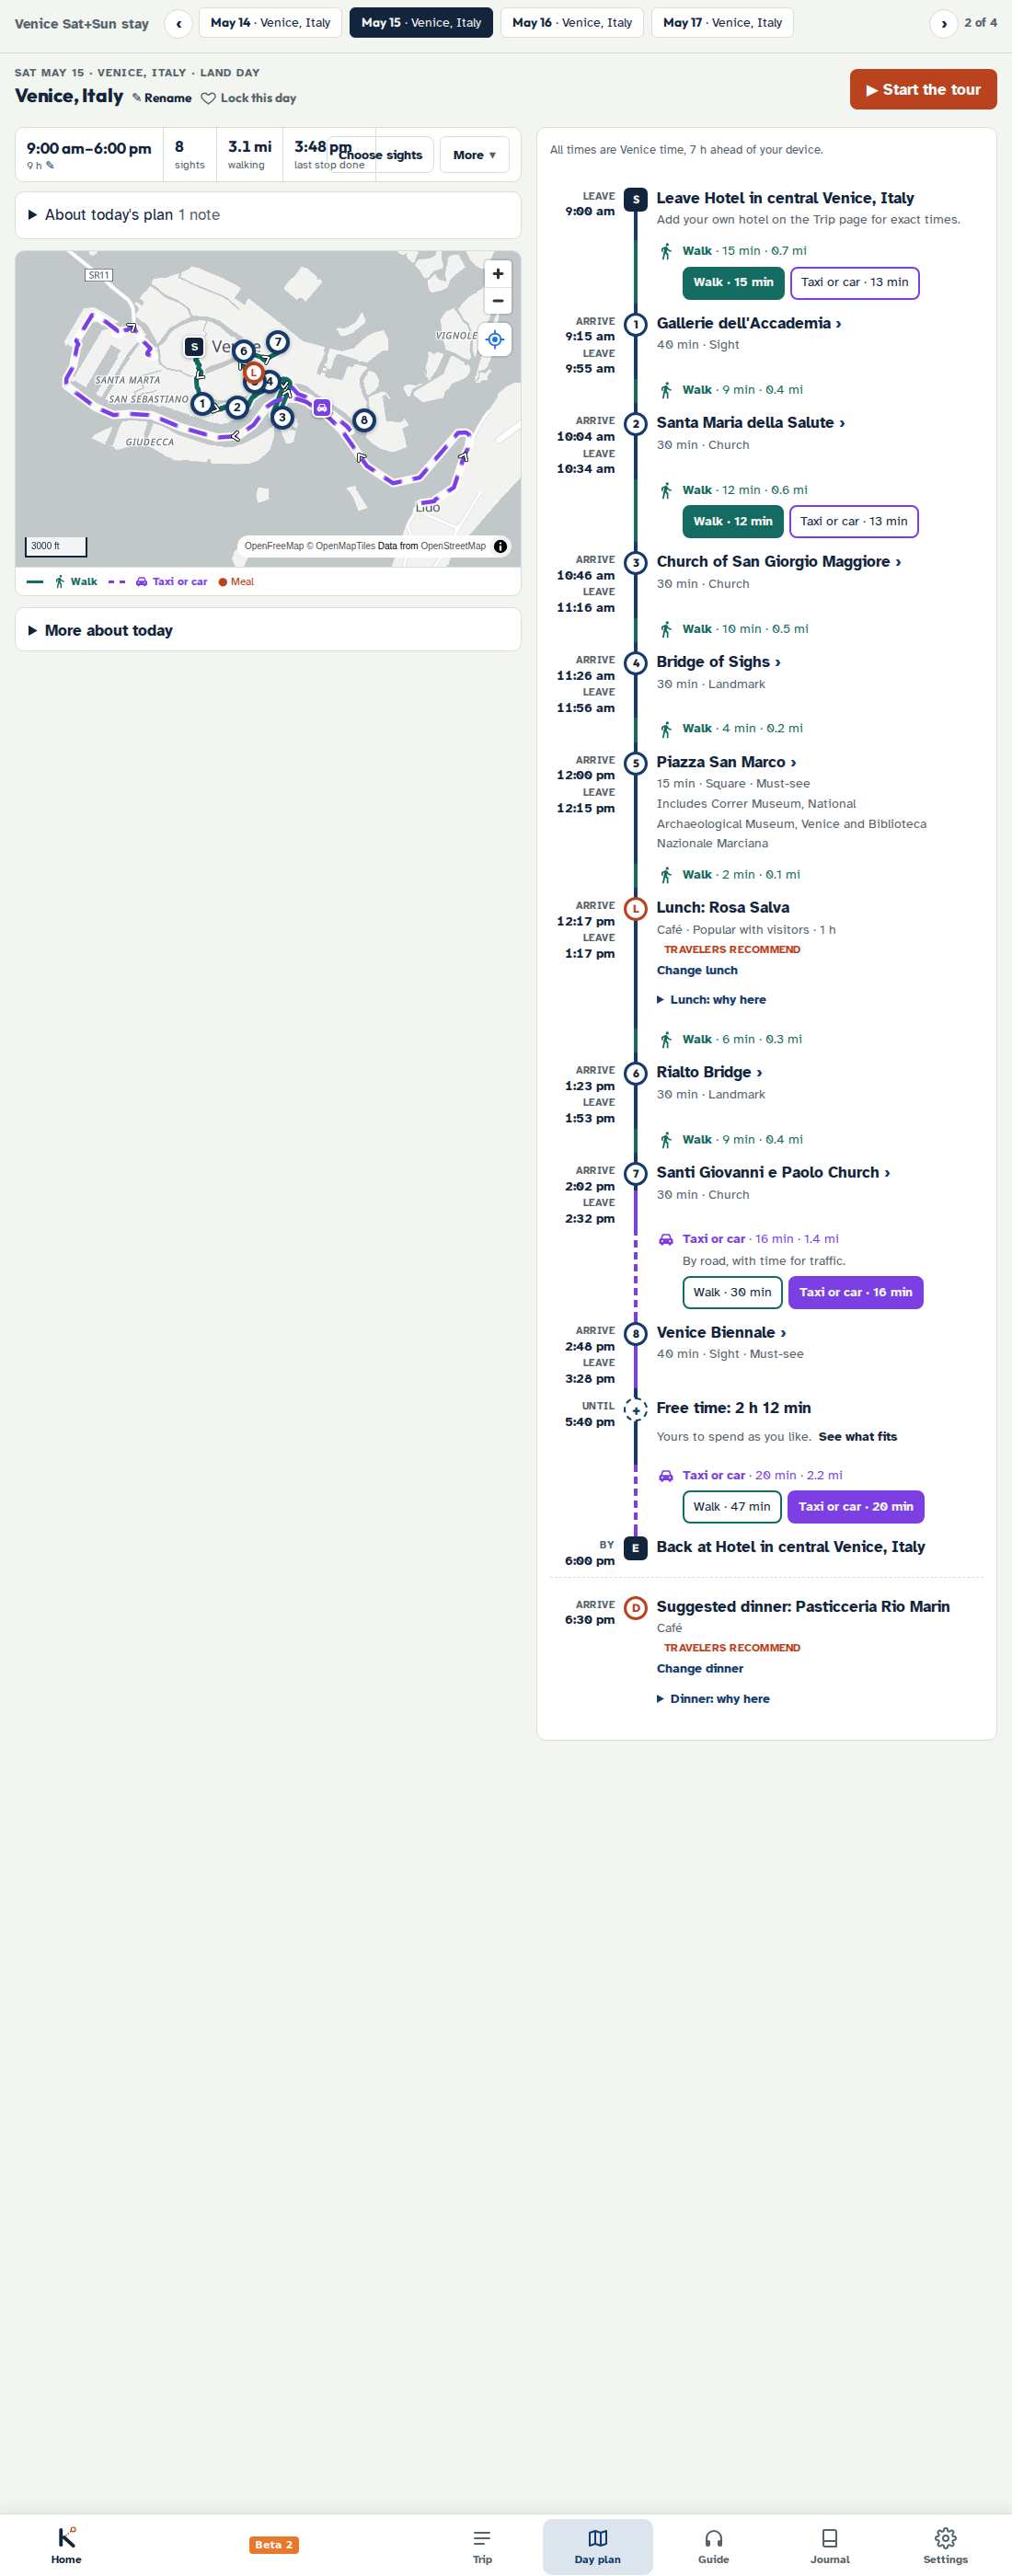 Venice Sat+Sun stay
‹
May 14 · Venice, Italy
May 15 · Venice, Italy
May 16 · Venice, Italy
May 17 · Venice, Italy
›
2 of 4
SAT MAY 15 · VENICE, ITALY · LAND DAY
Venice, Italy ✎ Rename Lock this day
▶ Start the tour
9:00 am–6:00 pm
9 h ✎
8
sights
3.1 mi
walking
3:48 pm
last stop done
Choose sights
More ▾
▶ About today's plan 1 note
SR11
VIGNOLE
S
6
7
L
4
SANTA MARTA
SAN SEBASTIANO
1
2
3
8
GIUDECCA
Lido
+
−
3000 ft
OpenFreeMap © OpenMapTiles Data from OpenStreetMap
Walk
Taxi or car
Meal
▶ More about today
All times are Venice time, 7 h ahead of your device.
LEAVE
9:00 am
S
Leave Hotel in central Venice, Italy
Add your own hotel on the Trip page for exact times.
Walk · 15 min · 0.7 mi
Walk · 15 min
Taxi or car · 13 min
ARRIVE
9:15 am
LEAVE
9:55 am
1
Gallerie dell'Accademia ›
40 min · Sight
Walk · 9 min · 0.4 mi
ARRIVE
10:04 am
LEAVE
10:34 am
2
Santa Maria della Salute ›
30 min · Church
Walk · 12 min · 0.6 mi
Walk · 12 min
Taxi or car · 13 min
ARRIVE
10:46 am
LEAVE
11:16 am
3
Church of San Giorgio Maggiore ›
30 min · Church
Walk · 10 min · 0.5 mi
ARRIVE
11:26 am
LEAVE
11:56 am
4
Bridge of Sighs ›
30 min · Landmark
Walk · 4 min · 0.2 mi
ARRIVE
12:00 pm
LEAVE
12:15 pm
5
Piazza San Marco ›
15 min · Square · Must-see
Includes Correr Museum, National
Archaeological Museum, Venice and Biblioteca
Nazionale Marciana
Walk · 2 min · 0.1 mi
ARRIVE
12:17 pm
LEAVE
1:17 pm
L
Lunch: Rosa Salva
Café · Popular with visitors · 1 h
TRAVELERS RECOMMEND
Change lunch
▶ Lunch: why here
Walk · 6 min · 0.3 mi
ARRIVE
1:23 pm
LEAVE
1:53 pm
6
Rialto Bridge ›
30 min · Landmark
Walk · 9 min · 0.4 mi
ARRIVE
2:02 pm
LEAVE
2:32 pm
7
Santi Giovanni e Paolo Church ›
30 min · Church
Taxi or car · 16 min · 1.4 mi
By road, with time for traffic.
Walk · 30 min
Taxi or car · 16 min
ARRIVE
2:48 pm
LEAVE
3:28 pm
8
Venice Biennale ›
40 min · Sight · Must-see
UNTIL
5:40 pm
+
Free time: 2 h 12 min
Yours to spend as you like. See what fits
Taxi or car · 20 min · 2.2 mi
Walk · 47 min
Taxi or car · 20 min
BY
6:00 pm
E
Back at Hotel in central Venice, Italy
ARRIVE
6:30 pm
D
Suggested dinner: Pasticceria Rio Marin
Café
TRAVELERS RECOMMEND
Change dinner
▶ Dinner: why here
Home
Beta 2
Trip
Day plan
Guide
Journal
Settings